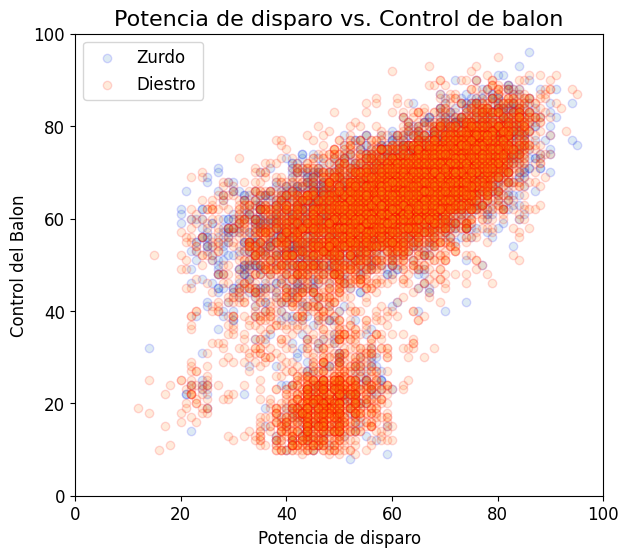 Potencia de disparo vs. Control de balon
Zurdo
Diestro
Control del Balon
100
80
60
40
20
0
0 20 40 60 80 100
Potencia de disparo